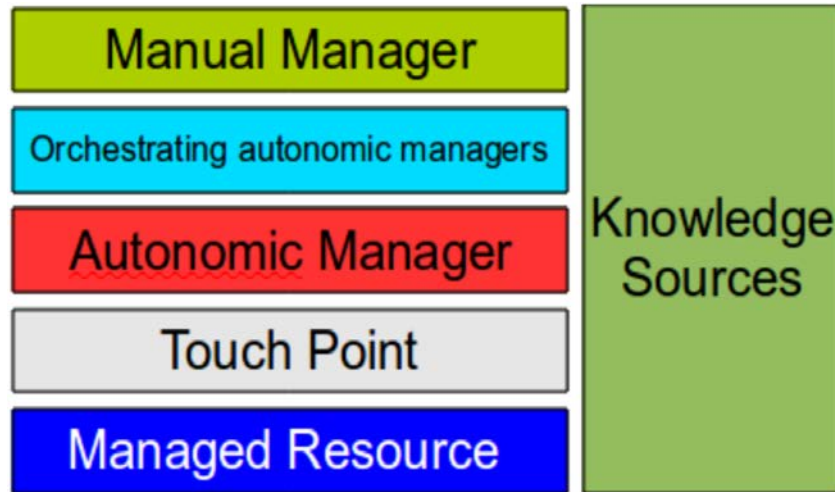 Manual Manager
Orchestrating autonomic managers
Autonomic Manager
Touch Point
Managed Resource
Knowledge
Sources